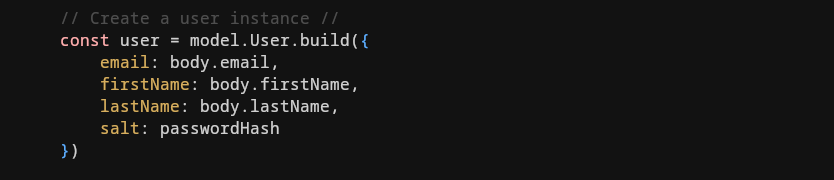 // Create a user instance //
const user = model.User.build({
    email: body.email,
    firstName: body.firstName,
    lastName: body.lastName,
    salt: passwordHash
})